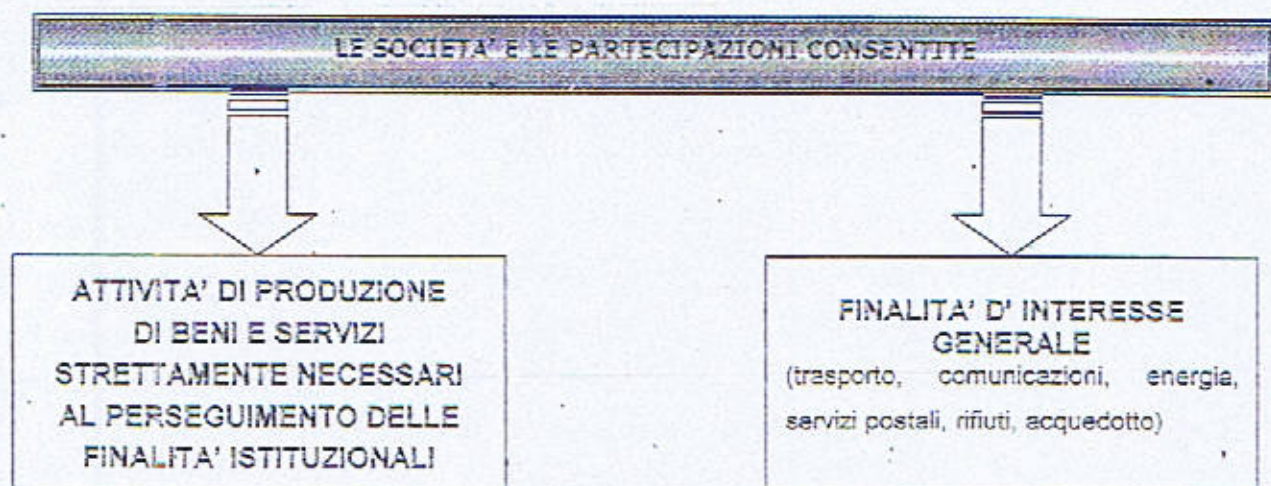 LE SOCIETA' E LE PARTECIPAZIONI CONSENTITE
ATTIVITA' DI PRODUZIONE
DI BENI E SERVIZI
STRETTAMENTE NECESSARI
AL PERSEGUIMENTO DELLE
FINALITA' ISTITUZIONALI
FINALITA' D' INTERESSE
GENERALE
(trasporto, comunicazioni, energia,
servizi postali, rifiuti, acquedotto)